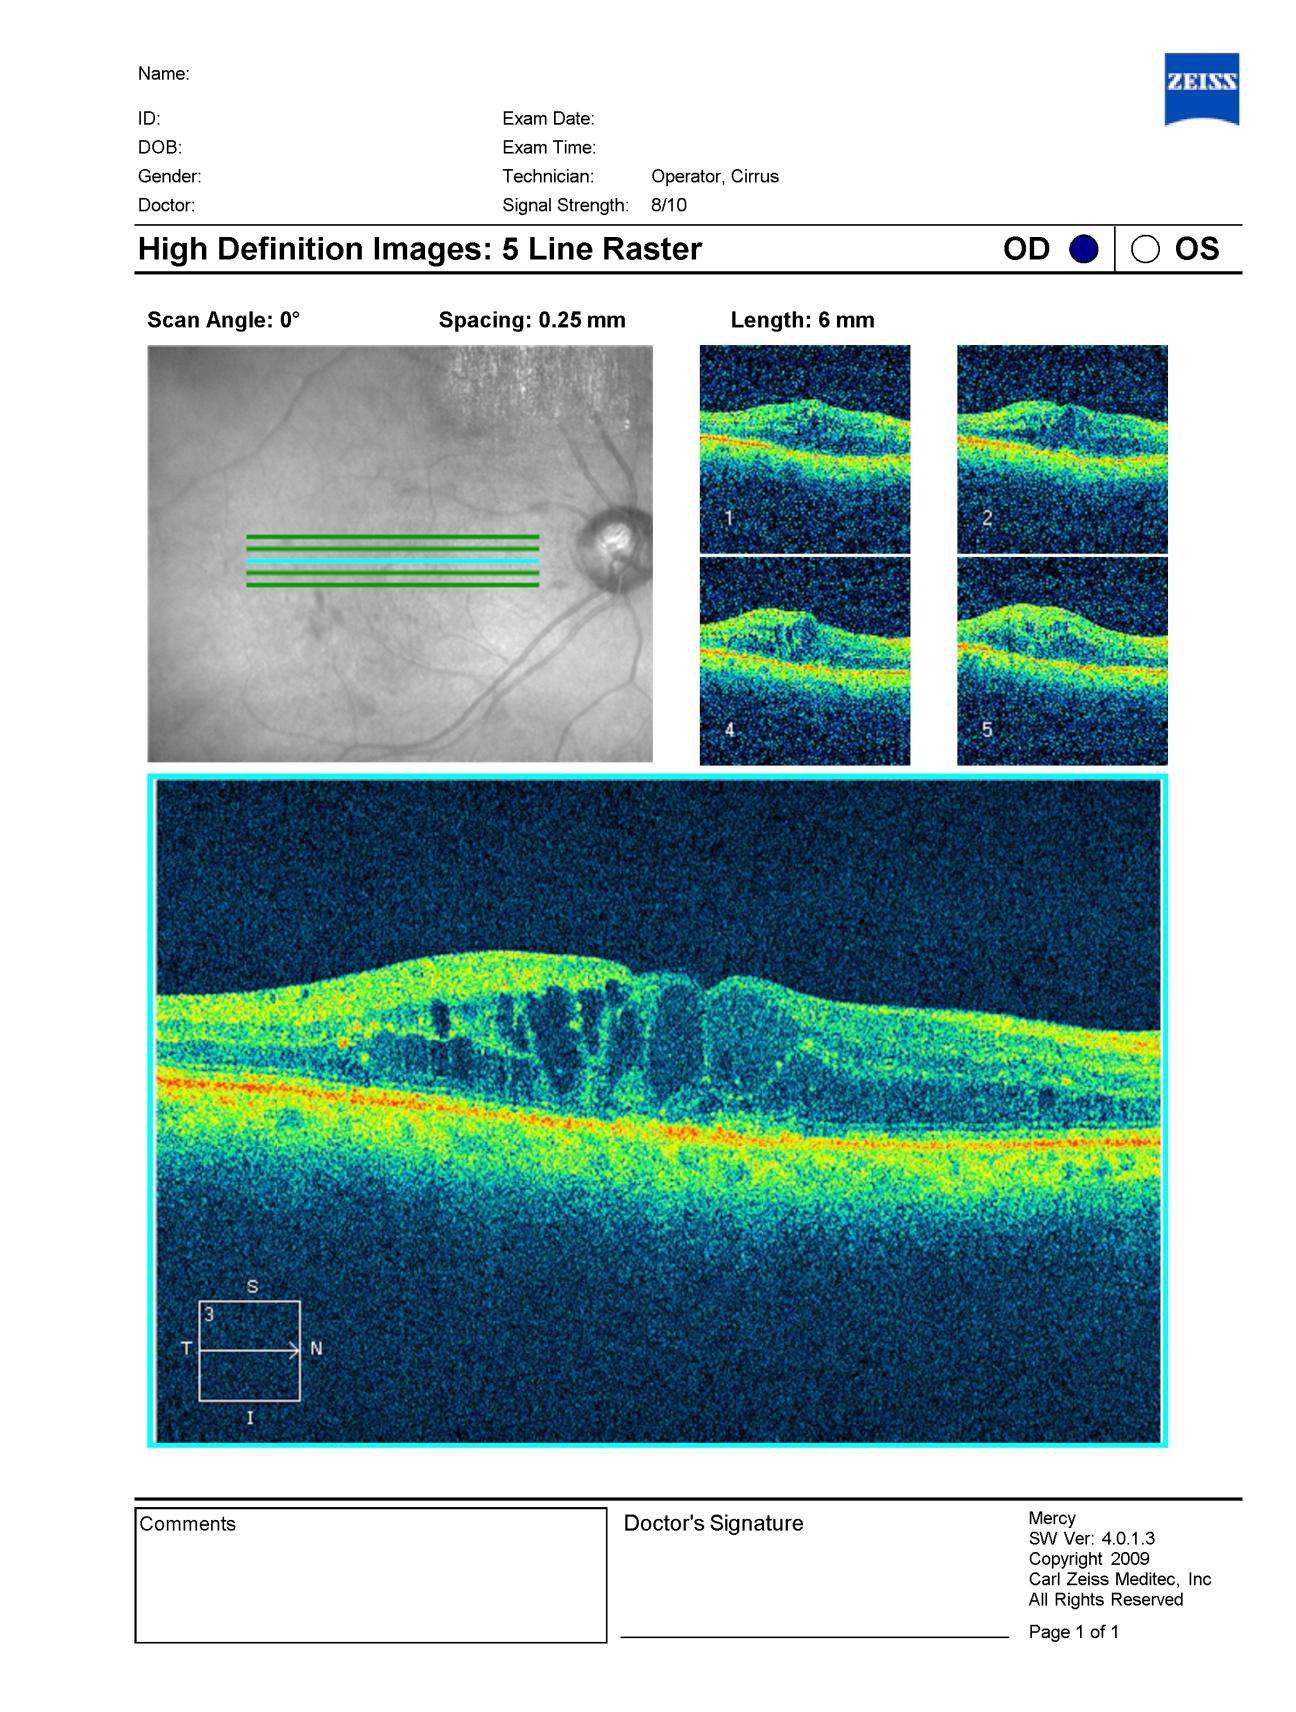 Name:
ZEISS
ID:
Exam Date:
DOB:
Exam Time:
Gender:
Technician: Operator, Cirrus
Doctor:
Signal Strength: 8/10
High Definition Images: 5 Line Raster
OD OS
Scan Angle: 0° Spacing: 0.25 mm Length: 6 mm
1
2
4
5
S
3
T N
I
Comments
Doctor's Signature
Mercy
SW Ver: 4.0.1.3
Copyright 2009
Carl Zeiss Meditec, Inc
All Rights Reserved
Page 1 of 1